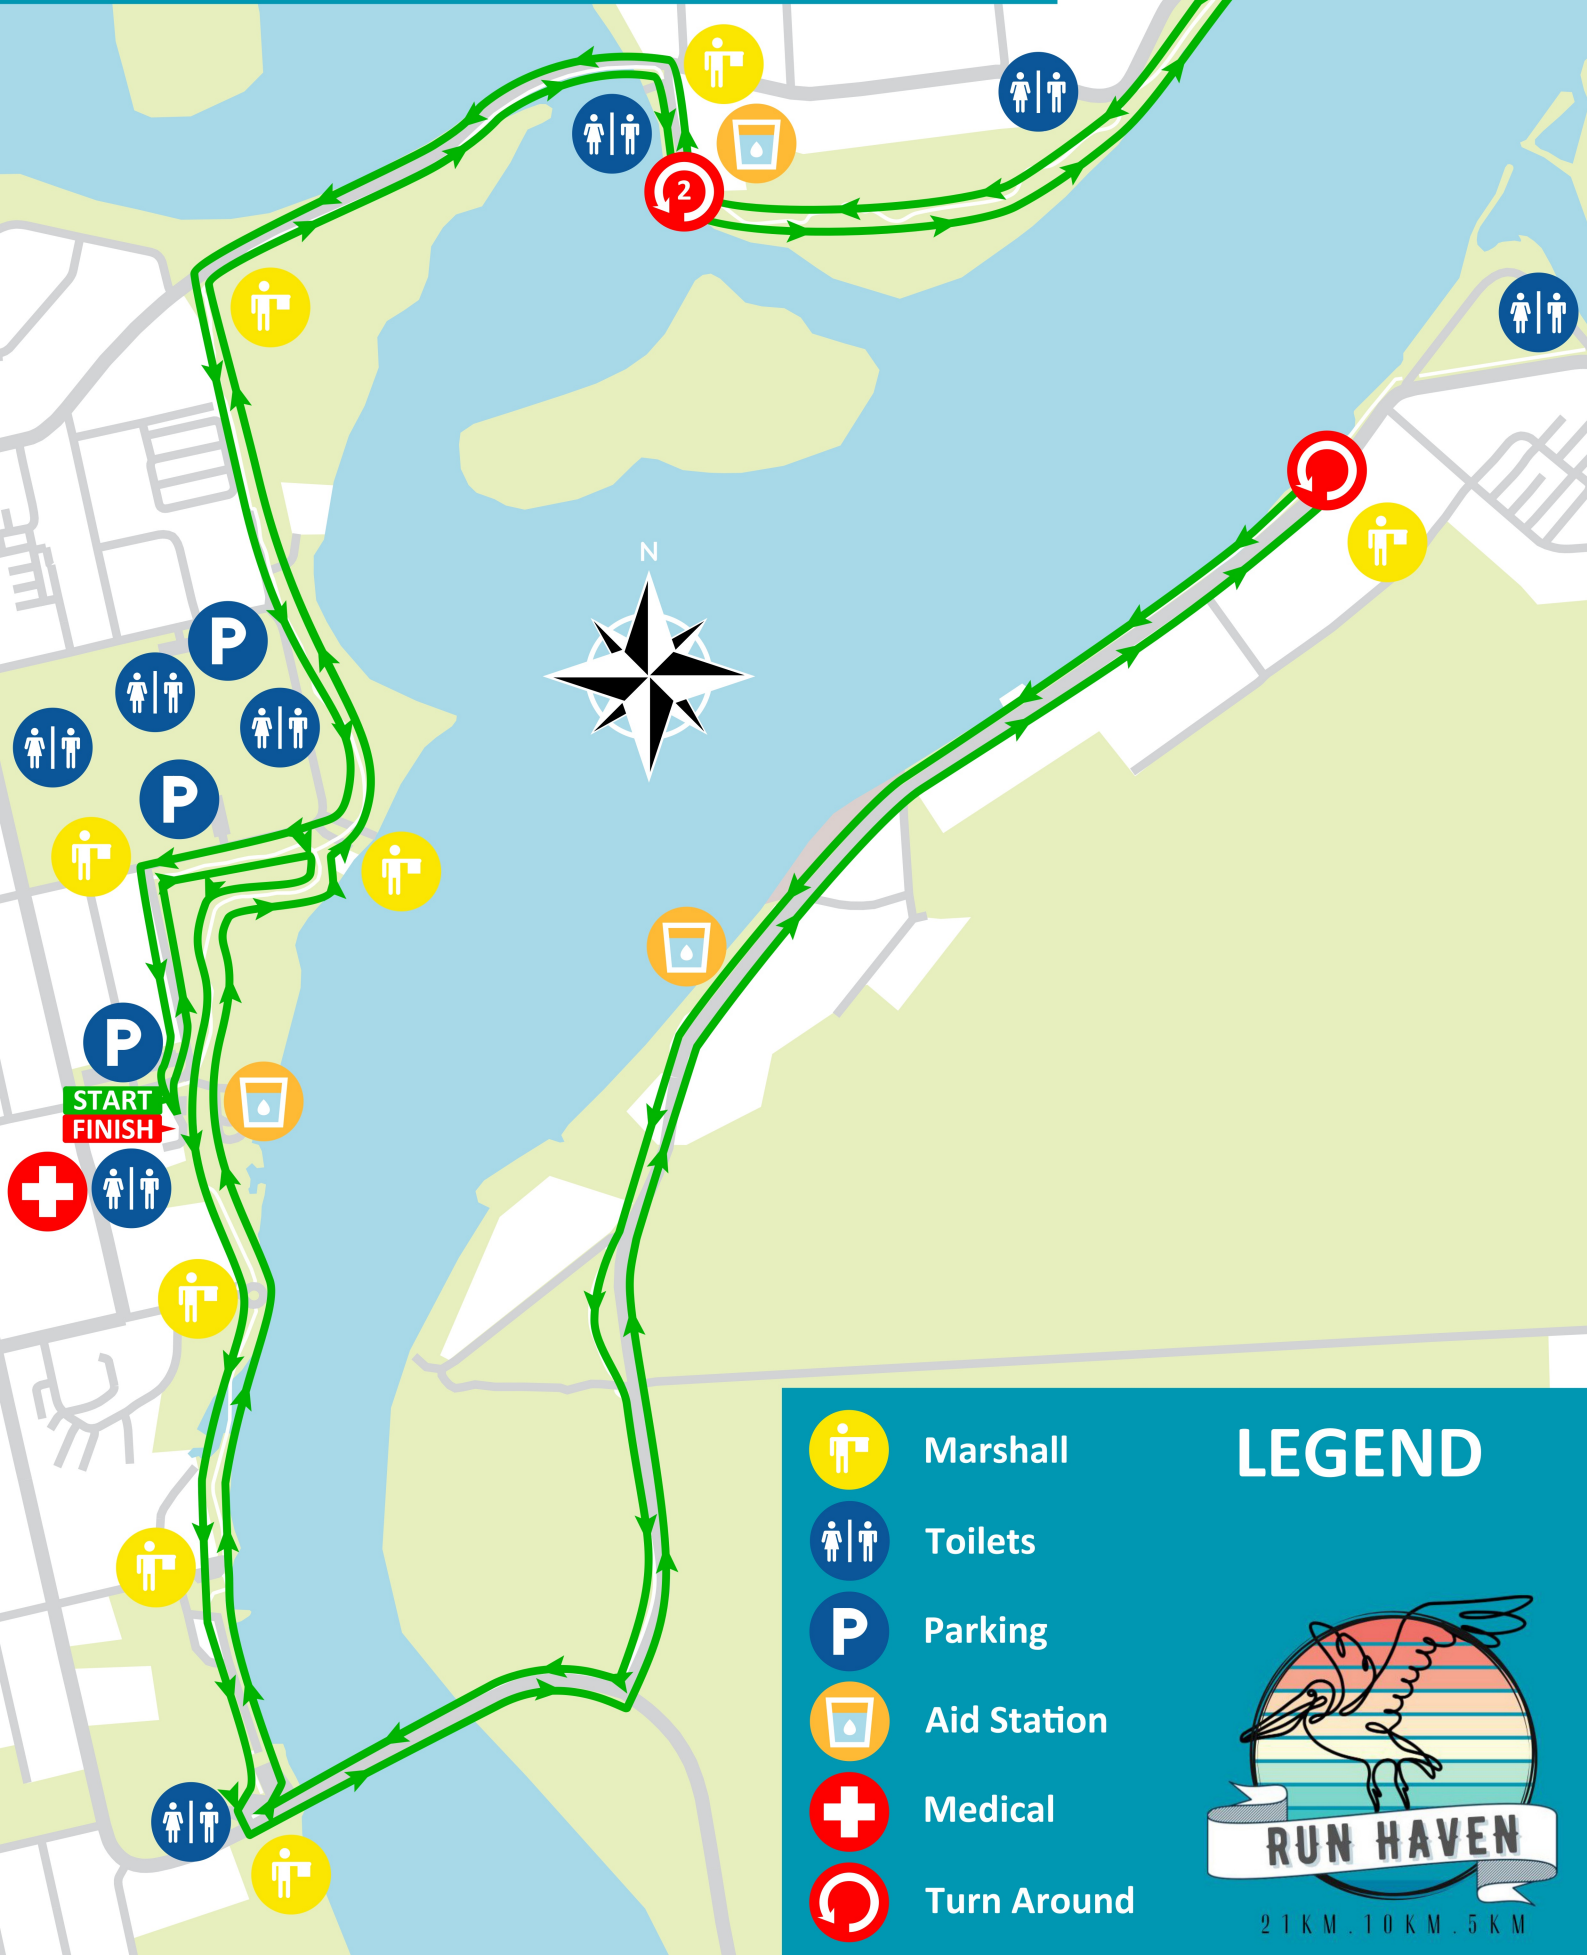 2
N
P
P
P
START
FINISH
LEGEND
Marshall
Toilets
P
Parking
Aid Station
Medical
Turn Around
RUN HAVEN
21KM.10KM.5KM